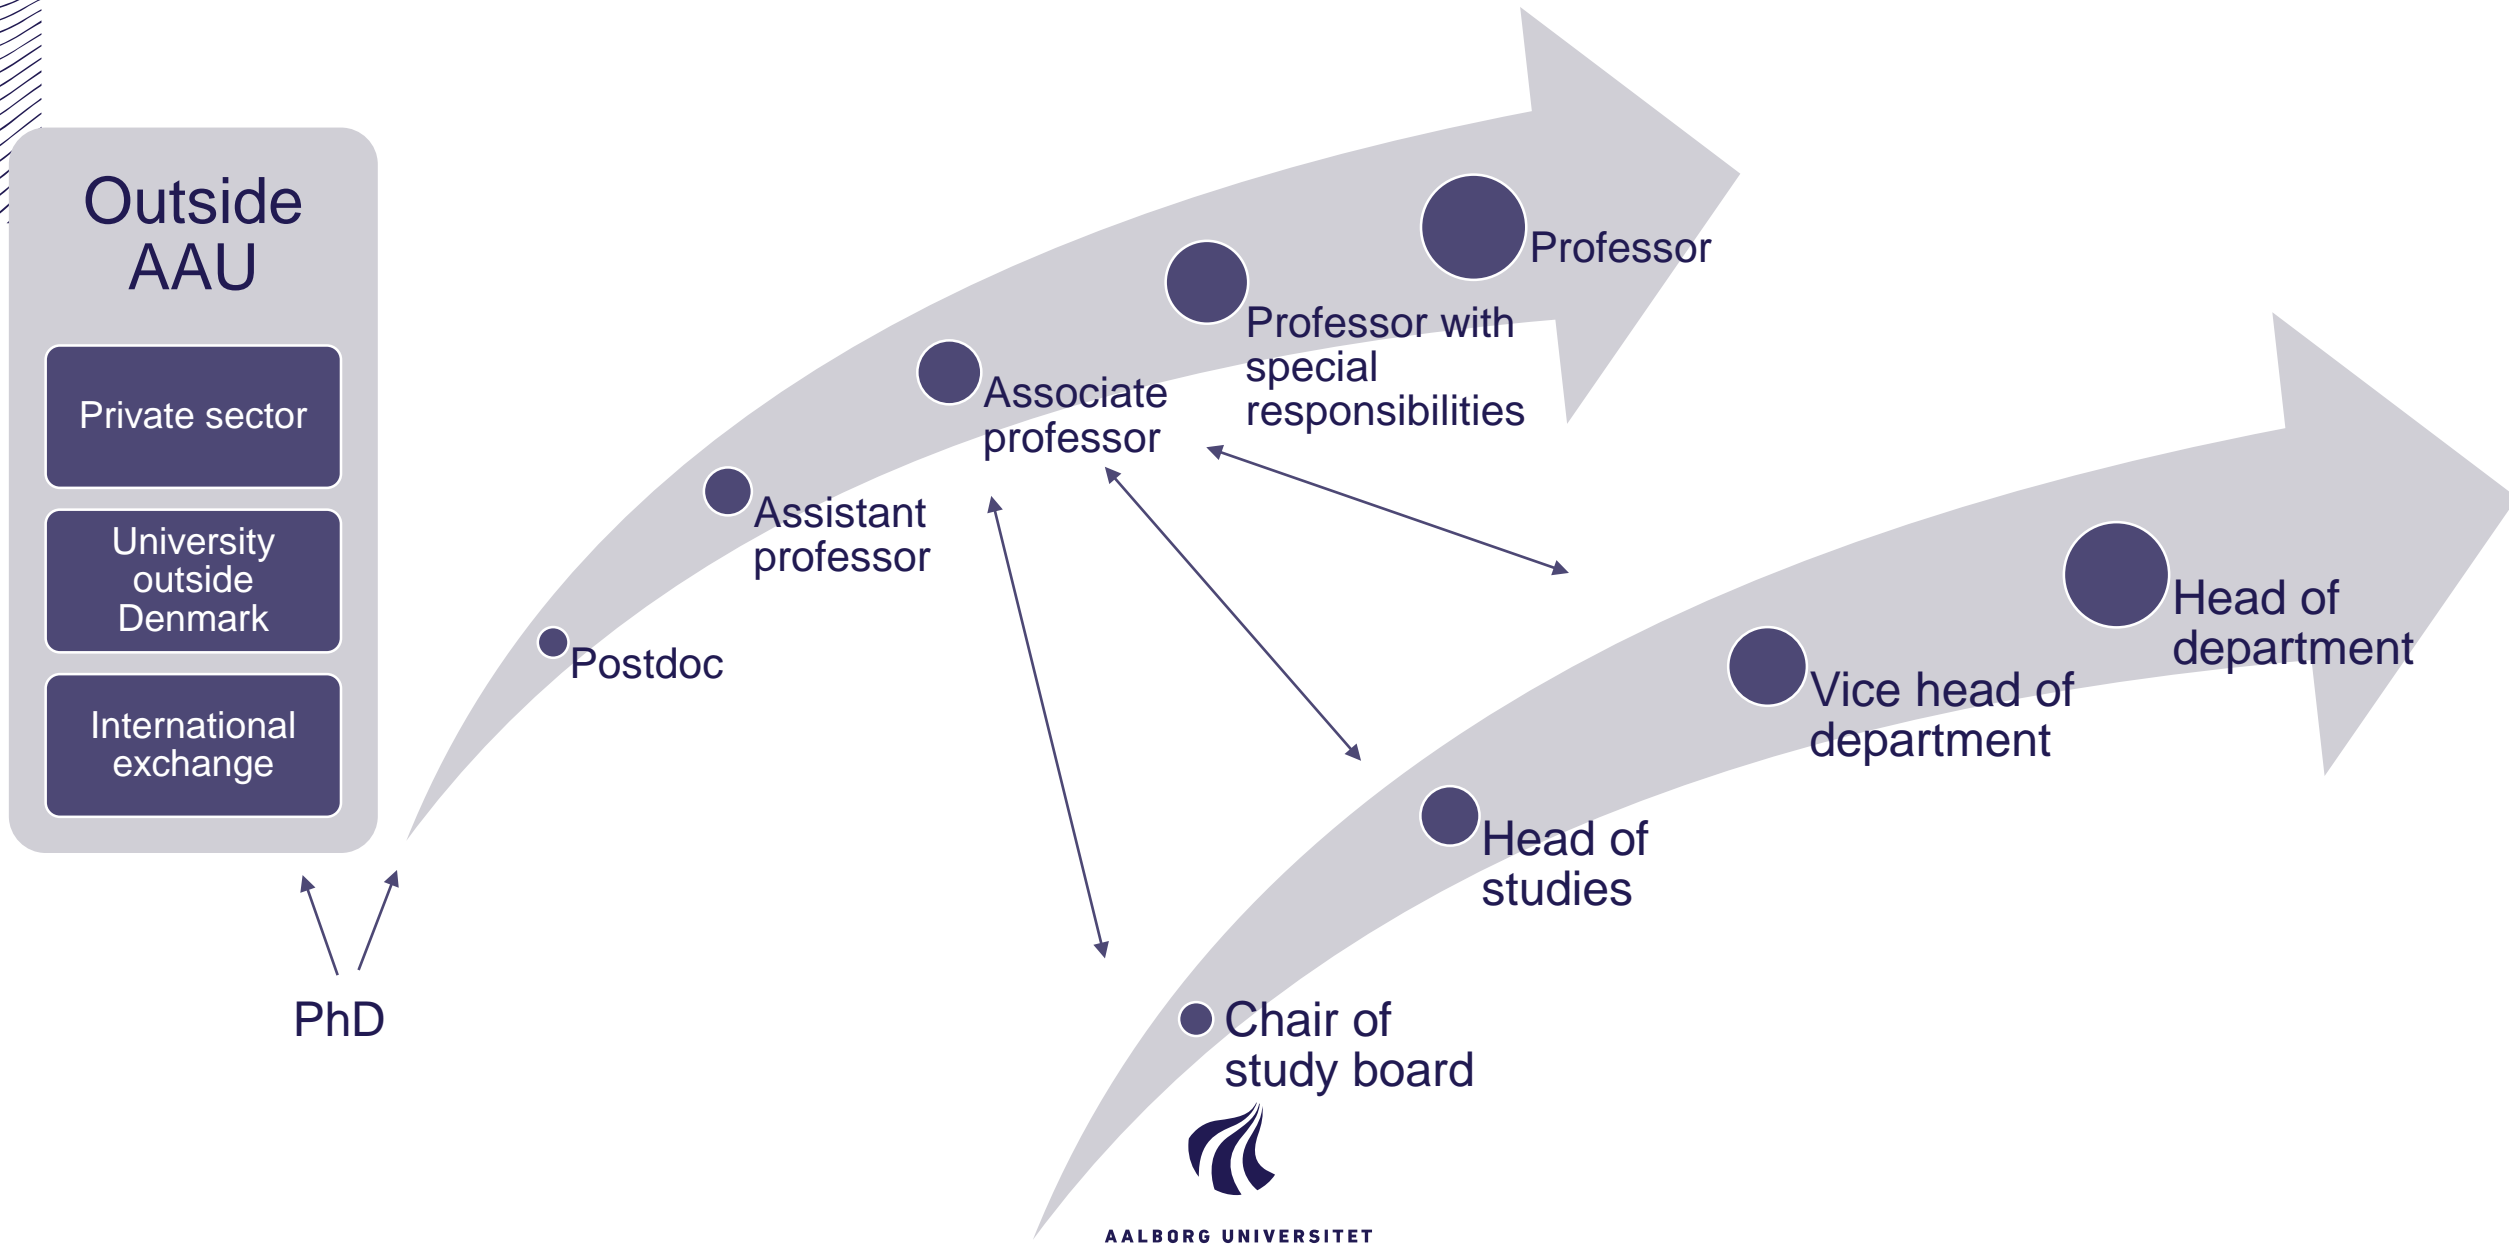 Outside
AAU
Private sector
University
outside
Denmark
International
exchange
PhD
Postdoc
Assistant
professor
Associate
professor
Professor with
special
responsibilities
Professor
Chair of
study board
Head of
studies
Vice head of
department
Head of
department
AALBORG UNIVERSITET